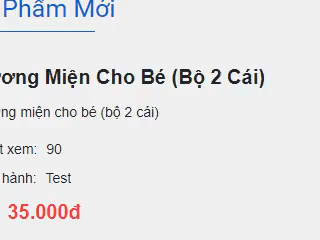 Phẩm Mới
ương Miện Cho Bé (Bộ 2 Cái)
ng miện cho bé (bộ 2 cái)
t xem: 90
hành: Test
35.000đ